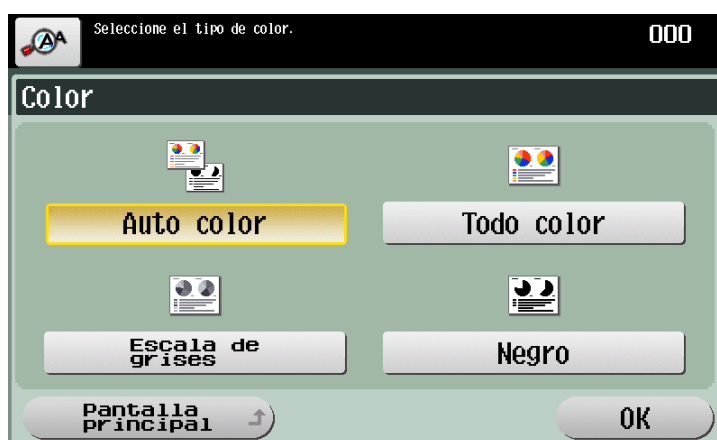 Seleccione el tipo de color.
000
Color
Auto color
Todo color
Escala de
grises
Negro
Pantalla
principal
OK